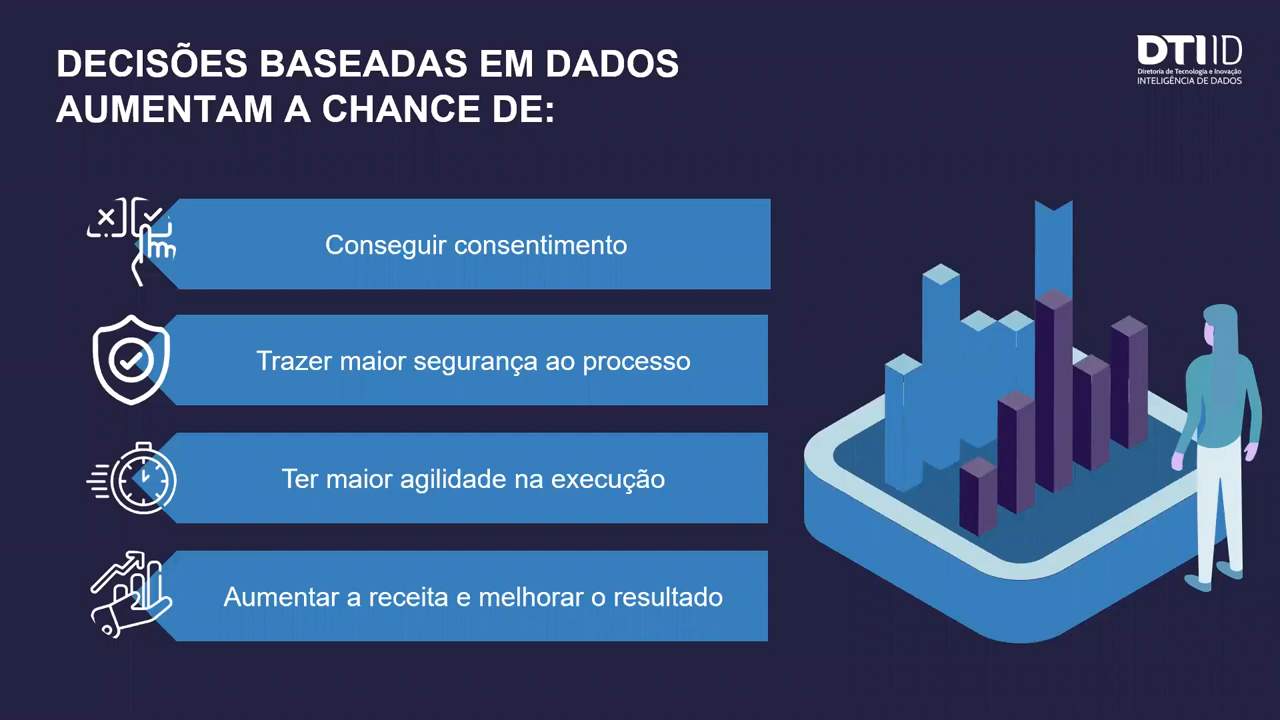 DECISÕES BASEADAS EM DADOS
AUMENTAM A CHANCE DE:
DTI ID
Diretoria de Tecnologia e Inovação
INTELIGÊNCIA DE DADOS
Conseguir consentimento
Trazer maior segurança ao processo
Ter maior agilidade na execução
Aumentar a receita e melhorar o resultado